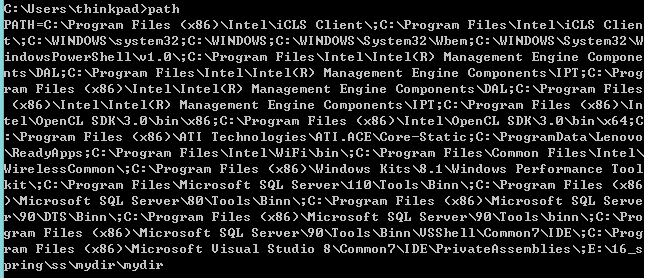 C:\Users\thinkpad>path
PATH=C:\Program Files (x86)\Intel\iCLS Client\;C:\Program Files\Intel\iCLS Clien
t\;C:\WINDOWS\system32;C:\WINDOWS;C:\WINDOWS\System32\Wbem;C:\WINDOWS\System32\W
indowsPowerShell\v1.0\;C:\Program Files\Intel\Intel(R) Management Engine Compone
nts\DAL;C:\Program Files\Intel\Intel(R) Management Engine Components\IPT;C:\Prog
ram Files (x86)\Intel\Intel(R) Management Engine Components\DAL;C:\Program Files
 (x86)\Intel\Intel(R) Management Engine Components\IPT;C:\Program Files (x86)\In
tel\OpenCL SDK\3.0\bin\x86;C:\Program Files (x86)\Intel\OpenCL SDK\3.0\bin\x64;C
:\Program Files (x86)\ATI Technologies\ATI.ACE\Core-Static;C:\ProgramData\Lenovo
\ReadyApps;C:\Program Files\Intel\WiFi\bin\;C:\Program Files\Common Files\Intel\
WirelessCommon\;C:\Program Files (x86)\Windows Kits\8.1\Windows Performance Tool
kit\;C:\Program Files\Microsoft SQL Server\110\Tools\Binn\;C:\Program Files (x86
)\Microsoft SQL Server\80\Tools\Binn\;C:\Program Files (x86)\Microsoft SQL Serve
r\90\DTS\Binn\;C:\Program Files (x86)\Microsoft SQL Server\90\Tools\binn\;C:\Pro
gram Files (x86)\Microsoft SQL Server\90\Tools\Binn\VSShell\Common7\IDE\;C:\Prog
ram Files (x86)\Microsoft Visual Studio 8\Common7\IDE\PrivateAssemblies\;E:\16_s
pring\ss\mydir\mydir